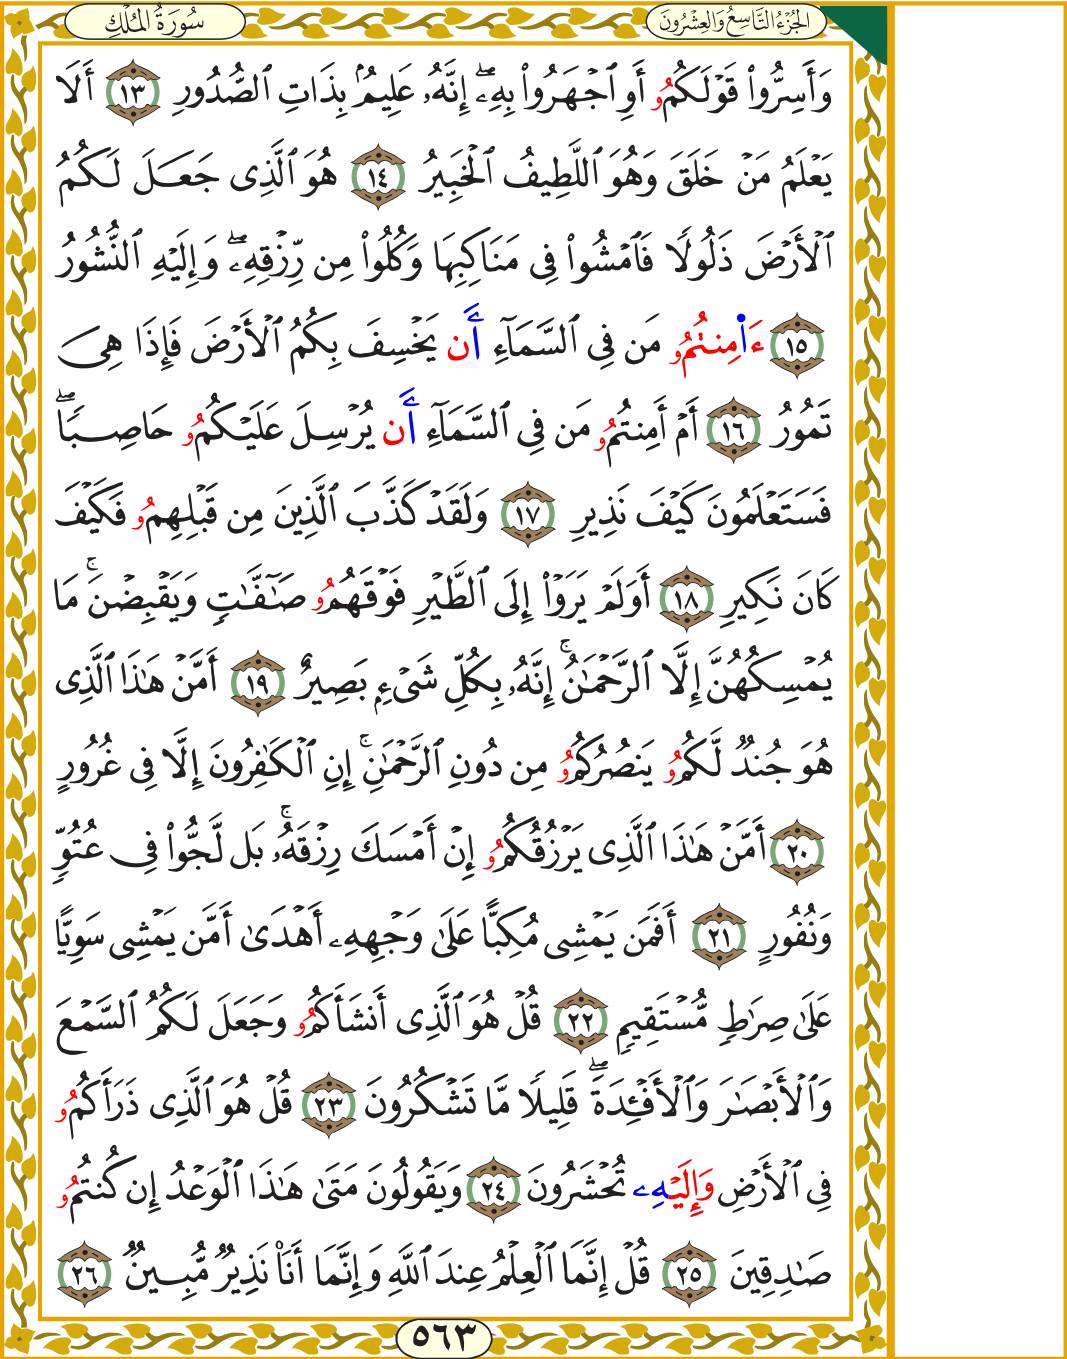 سُورَةُ المُلْكِ
الجُزْءُ التَّاسِعُ وَالعِشْرُونَ
وَأَسِرُّواْ قَوْلَكُمُۥ أَوِ ٱجْهَرُواْ بِهِۦٓۖ إِنَّهُۥ عَلِيمُۢ بِذَاتِ ٱلصُّدُورِ ١٣ أَلَا
يَعْلَمُ مَنْ خَلَقَ وَهُوَ ٱللَّطِيفُ ٱلْخَبِيرُ ١٤ هُوَ ٱلَّذِى جَعَلَ لَكُمُ
ٱلْأَرْضَ ذَلُولًا فَٱمْشُواْ فِى مَنَاكِبِهَا وَكُلُواْ مِن رِّزْقِهِۦۖ وَإِلَيْهِ ٱلنُّشُورُ
١٥ ءَا۬مِنتُمُۥ مَن فِى ٱلسَّمَآءِ أَن يَخْسِفَ بِكُمُ ٱلْأَرْضَ فَإِذَا هِىَ
تَمُورُ ١٦ أَمْ أَمِنتُمُۥ مَن فِى ٱلسَّمَآءِ أَن يُرْسِلَ عَلَيْكُمُۥ حَاصِبًاۖ
فَسَتَعْلَمُونَ كَيْفَ نَذِيرِ ١٧ وَلَقَدْ كَذَّبَ ٱلَّذِينَ مِن قَبْلِهِمُۥ فَكَيْفَ
كَانَ نَكِيرِ ١٨ أَوَلَمْ يَرَوْاْ إِلَى ٱلطَّيْرِ فَوْقَهُمُۥ صَـٰٓفَّـٰتٍ وَيَقْبِضْنَۚ مَا
يُمْسِكُهُنَّ إِلَّا ٱلرَّحْمَـٰنُۚ إِنَّهُۥ بِكُلِّ شَىْءِۭ بَصِيرٌ ١٩ أَمَّنْ هَـٰذَا ٱلَّذِى
هُوَ جُندٌ لَّكُمُۥ يَنصُرُكُمُۥ مِن دُونِ ٱلرَّحْمَـٰنِۚ إِنِ ٱلْكَـٰفِرُونَ إِلَّا فِى غُرُورٍ
٢٠ أَمَّنْ هَـٰذَا ٱلَّذِى يَرْزُقُكُمُۥ إِنْ أَمْسَكَ رِزْقَهُۥۚ بَل لَّجُّواْ فِى عُتُوٍّ
وَنُفُورٍ ٢١ أَفَمَن يَمْشِى مُكِبًّا عَلَىٰ وَجْهِهِۦ أَهْدَىٰ أَمَّن يَمْشِى سَوِيًّا
عَلَىٰ صِرَٰطٍ مُّسْتَقِيمٍ ٢٢ قُلْ هُوَ ٱلَّذِى أَنشَأَكُمُۥ وَجَعَلَ لَكُمُ ٱلسَّمْعَ
وَٱلْأَبْصَـٰرَ وَٱلْأَفْـِٔدَةَۖ قَلِيلًا مَّا تَشْكُرُونَ ٢٣ قُلْ هُوَ ٱلَّذِى ذَرَأَكُمُۥ
فِى ٱلْأَرْضِ وَإِلَيْهِۦ تُحْشَرُونَ ٢٤ وَيَقُولُونَ مَتَىٰ هَـٰذَا ٱلْوَعْدُ إِن كُنتُمُۥ
صَـٰدِقِينَ ٢٥ قُلْ إِنَّمَا ٱلْعِلْمُ عِندَ ٱللَّهِ وَإِنَّمَا أَنَا۠ نَذِيرٌ مُّبِينٌ ٢٦
٥٦٣